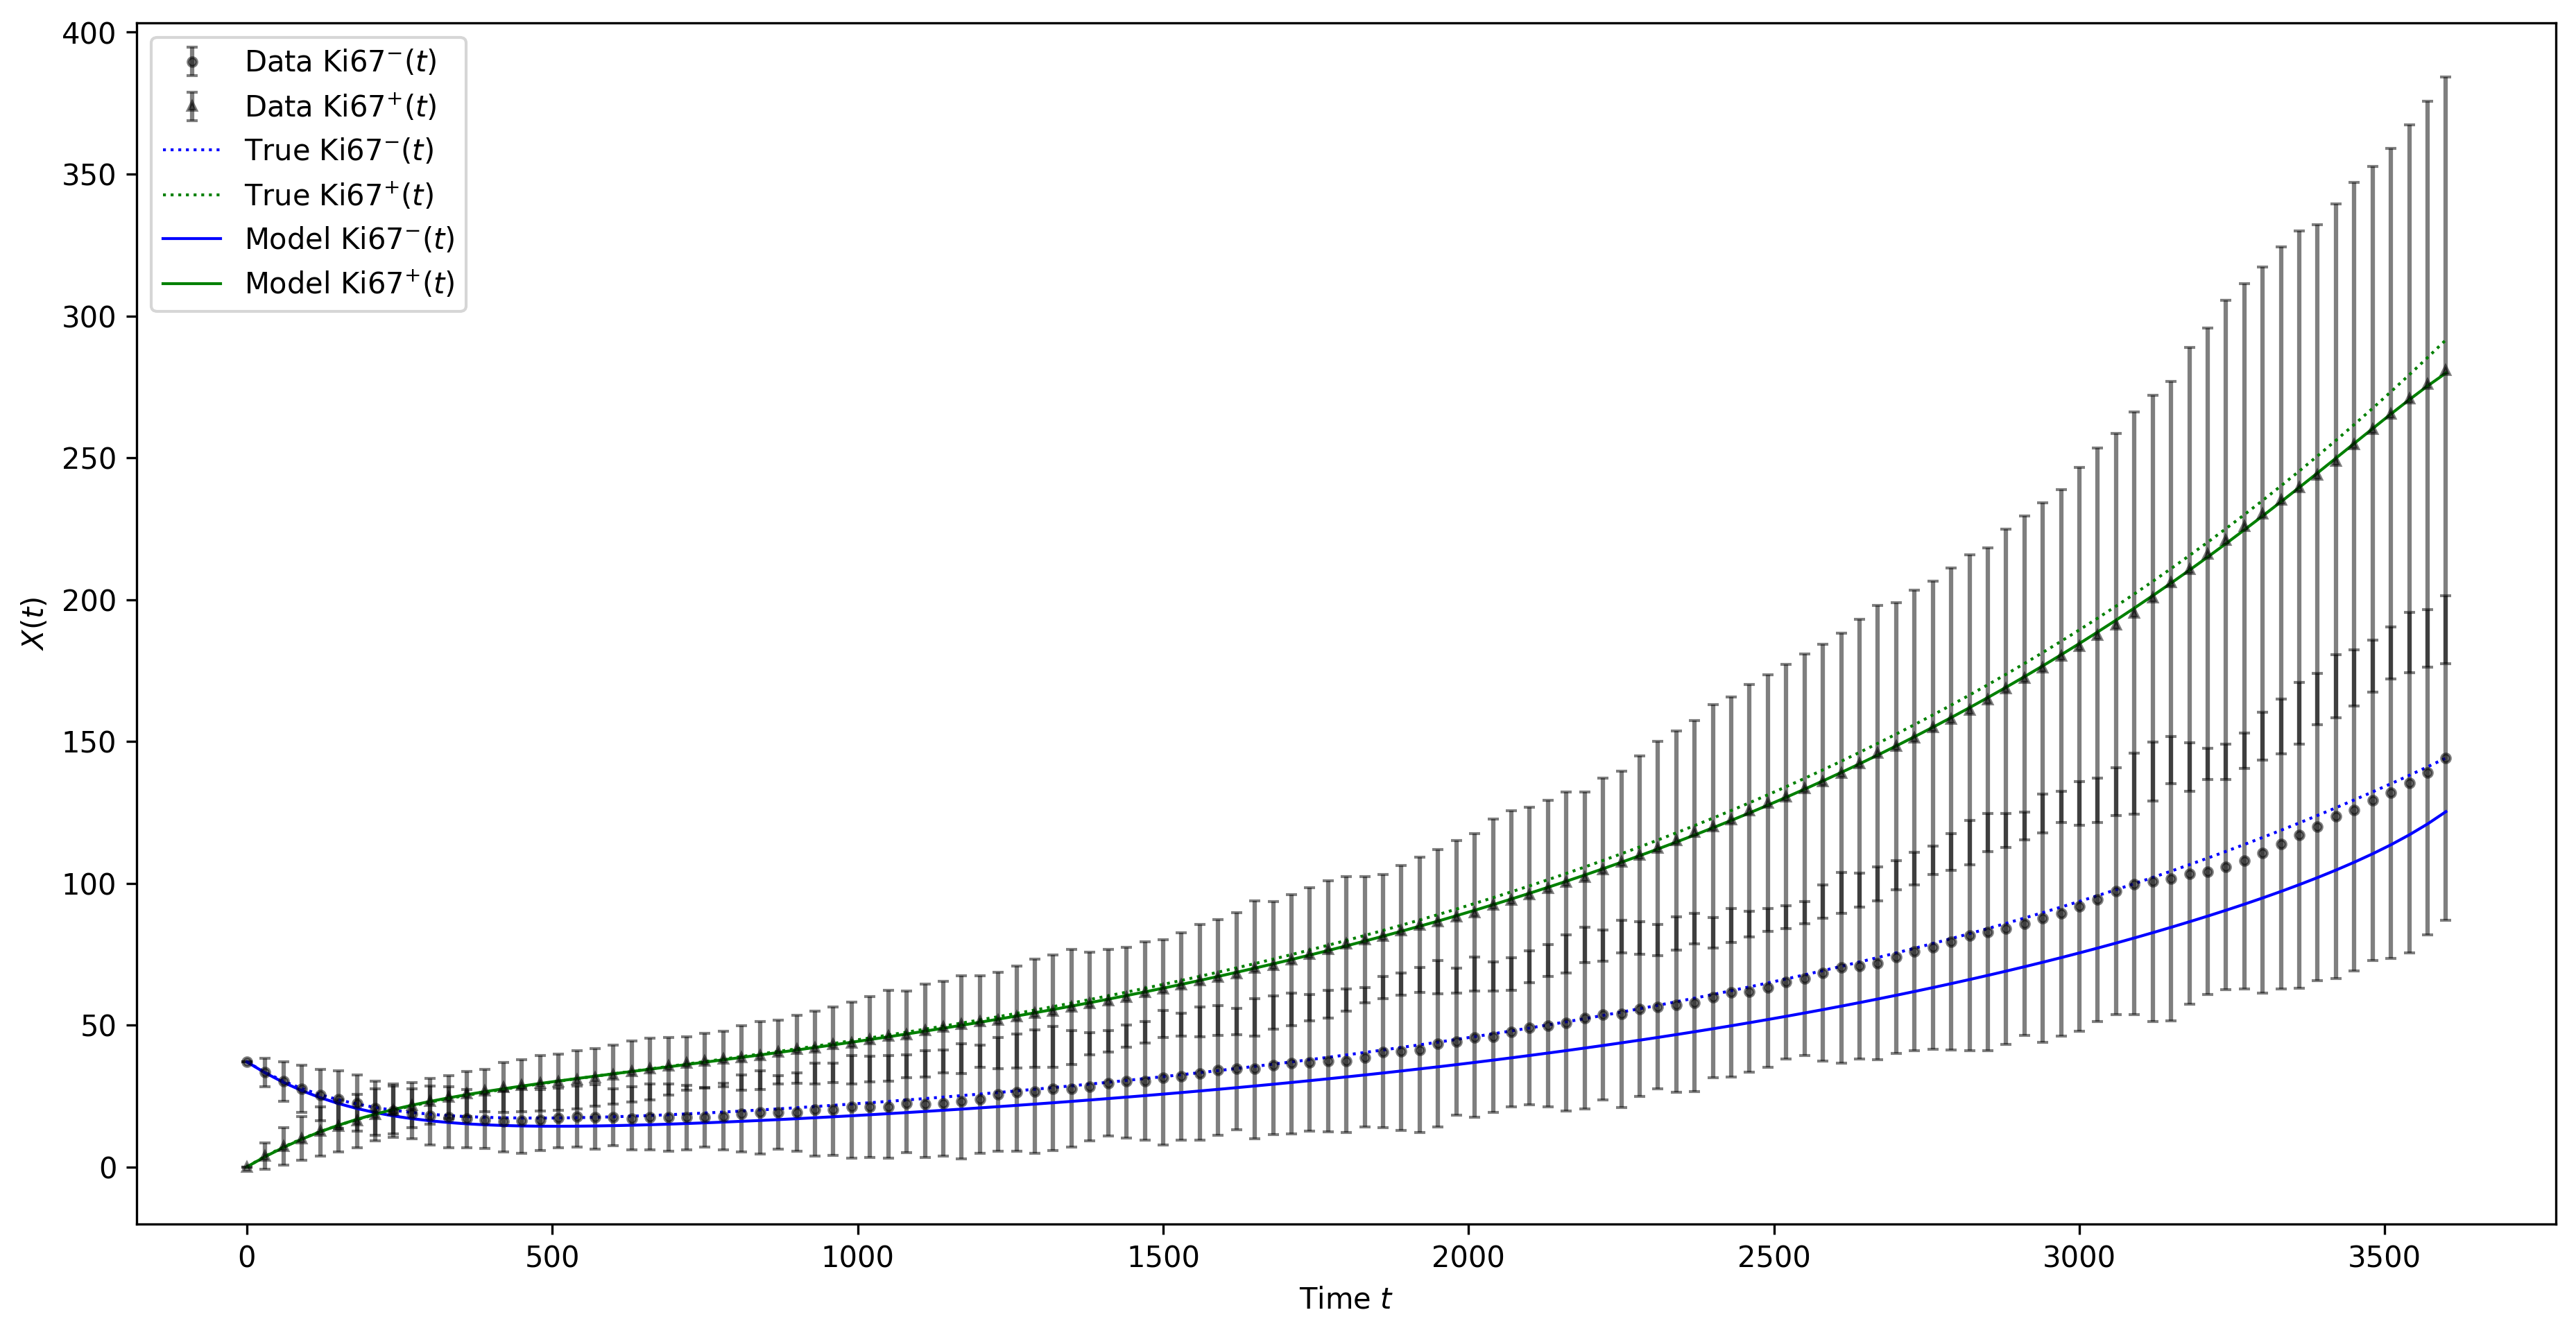 400
350
300
250
200
150
100
50
0
X(t)
Data Ki67⁻(t)
Data Ki67⁺(t)
True Ki67⁻(t)
True Ki67⁺(t)
Model Ki67⁻(t)
Model Ki67⁺(t)
0 500 1000 1500 2000 2500 3000 3500
Time t